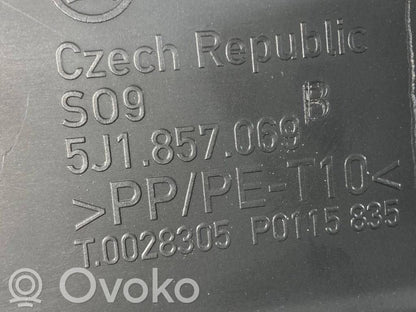 Czech Republic
S09 B
5J1.857.069
>PP/PE-T10<
T.0028305 P0115 835
Ovoko